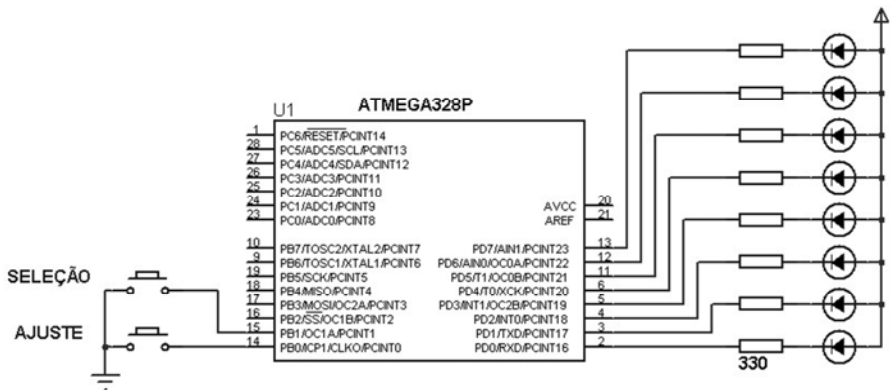 U1
ATMEGA328P
1 PC6/RESET/PCINT14
28 PC5/ADC5/SCL/PCINT13
27 PC4/ADC4/SDA/PCINT12
26 PC3/ADC3/PCINT11
25 PC2/ADC2/PCINT10
24 PC1/ADC1/PCINT9
23 PC0/ADC0/PCINT8
AVCC 20
AREF 21
10 PB7/TOSC2/XTAL2/PCINT7
9 PB6/TOSC1/XTAL1/PCINT6
19 PB5/SCK/PCINT5
18 PB4/MISO/PCINT4
17 PB3/MOSI/OC2A/PCINT3
16 PB2/SS/OC1B/PCINT2
15 PB1/OC1A/PCINT1
14 PB0/ICP1/CLKO/PCINT0
PD7/AIN1/PCINT23 13
PD6/AIN0/OC0A/PCINT22 12
PD5/T1/OC0B/PCINT21 11
PD4/T0/XCK/PCINT20 6
PD3/INT1/OC2B/PCINT19 5
PD2/INT0/PCINT18 4
PD1/TXD/PCINT17 3
PD0/RXD/PCINT16 2
SELEÇÃO
AJUSTE
330